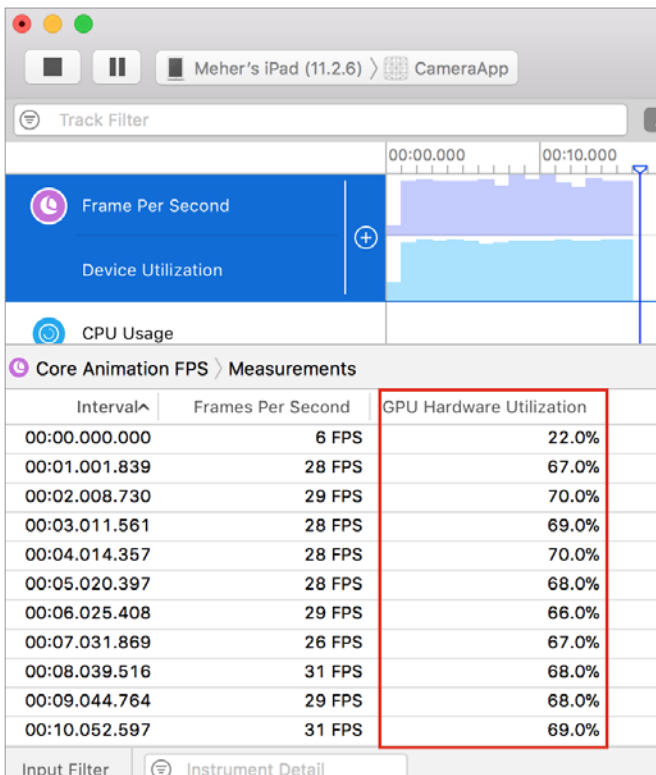 Meher's iPad (11.2.6) 〉 CameraApp
Track Filter
00:00.000 00:10.000
Frame Per Second
Device Utilization
CPU Usage
Core Animation FPS 〉 Measurements
Interval Frames Per Second GPU Hardware Utilization
00:00.000.000 6 FPS 22.0%
00:01.001.839 28 FPS 67.0%
00:02.008.730 29 FPS 70.0%
00:03.011.561 28 FPS 69.0%
00:04.014.357 28 FPS 70.0%
00:05.020.397 28 FPS 68.0%
00:06.025.408 29 FPS 66.0%
00:07.031.869 26 FPS 67.0%
00:08.039.516 31 FPS 68.0%
00:09.044.764 29 FPS 68.0%
00:10.052.597 31 FPS 69.0%
Input Filter Instrument Detail